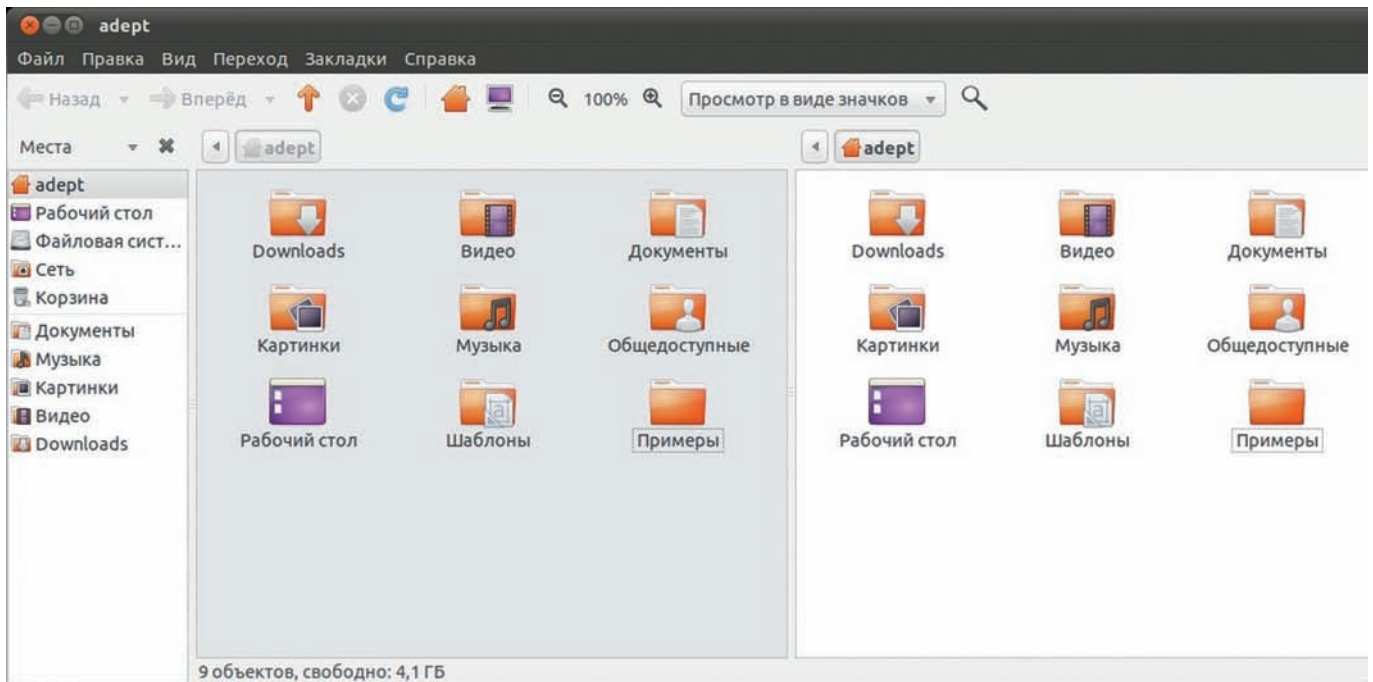 adept
Файл Правка Вид Переход Закладки Справка
Назад Вперёд 100% Просмотр в виде значков
Места adept adept
adept
Рабочий стол
Файловая сист...
Сеть
Корзина
Документы
Музыка
Картинки
Видео
Downloads
Downloads Видео Документы
Картинки Музыка Общедоступные
Рабочий стол Шаблоны Примеры
Downloads Видео Документы
Картинки Музыка Общедоступные
Рабочий стол Шаблоны Примеры
9 объектов, свободно: 4,1 ГБ